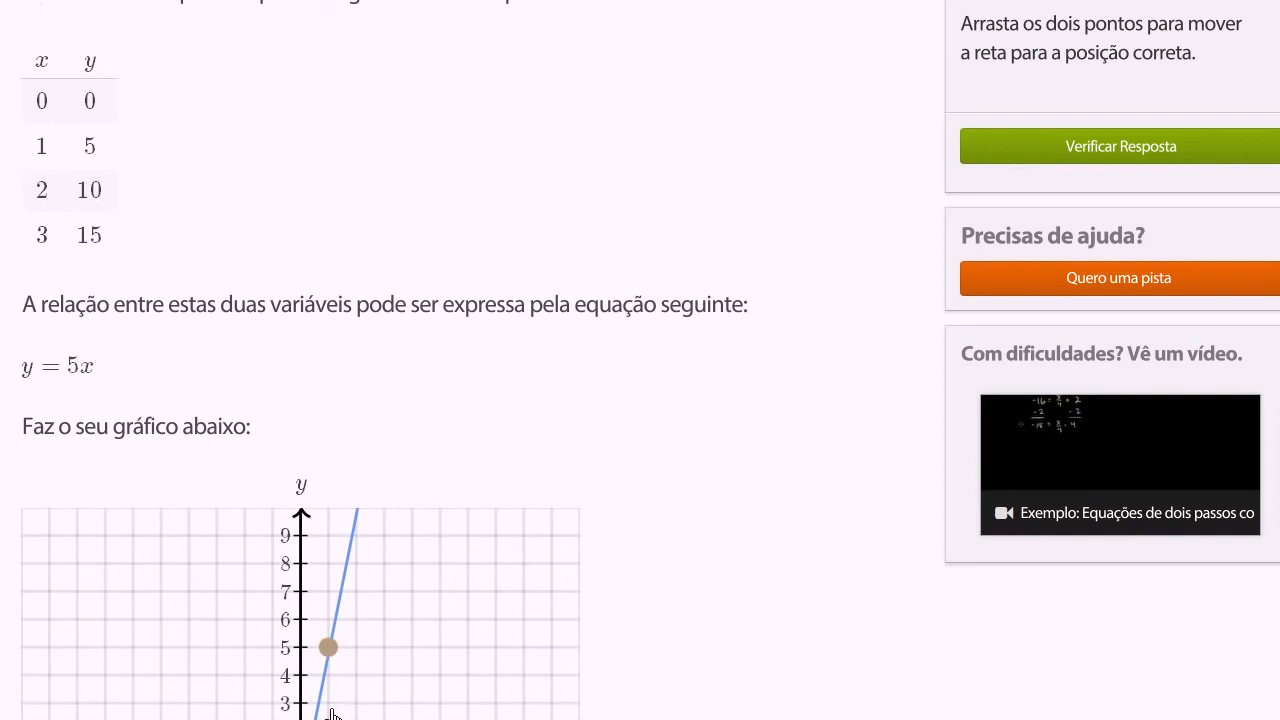 x y
0 0
1 5
2 10
3 15
A relação entre estas duas variáveis pode ser expressa pela equação seguinte:
y = 5x
Faz o seu gráfico abaixo:
y
9
8
7
6
5
4
3
Arrasta os dois pontos para mover
a reta para a posição correta.
Verificar Resposta
Precisas de ajuda?
Quero uma pista
Com dificuldades? Vê um vídeo.
Exemplo: Equações de dois passos co